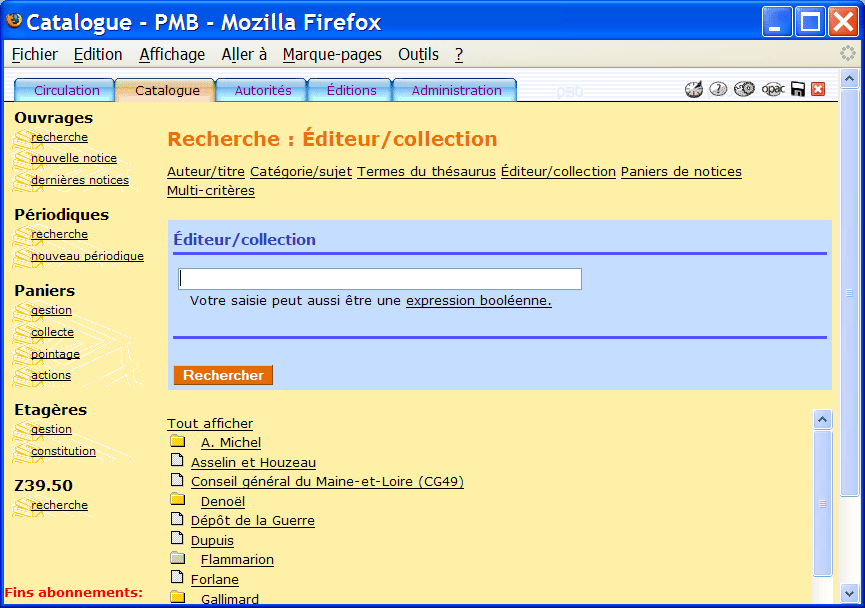 Catalogue - PMB - Mozilla Firefox
Fichier Edition Affichage Aller à Marque-pages Outils ?
Circulation Catalogue Autorités Éditions Administration pmb opac
Ouvrages
recherche
nouvelle notice
dernières notices
Périodiques
recherche
nouveau périodique
Paniers
gestion
collecte
pointage
actions
Etagères
gestion
constitution
Z39.50
recherche
Fins abonnements:
Recherche : Éditeur/collection
Auteur/titre Catégorie/sujet Termes du thésaurus Éditeur/collection Paniers de notices
Multi-critères
Éditeur/collection
Votre saisie peut aussi être une expression booléenne.
Rechercher
Tout afficher
A. Michel
Asselin et Houzeau
Conseil général du Maine-et-Loire (CG49)
Denoël
Dépôt de la Guerre
Dupuis
Flammarion
Forlane
Gallimard